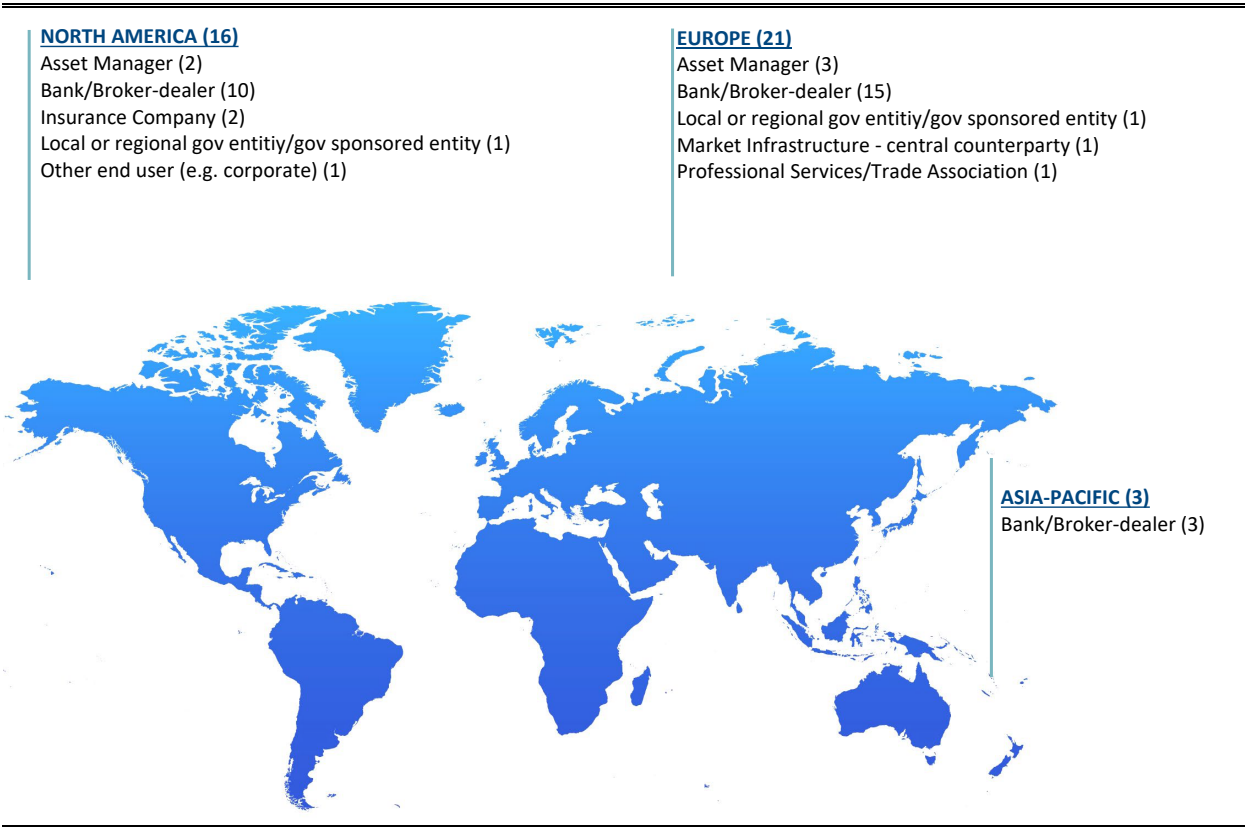 NORTH AMERICA (16)
Asset Manager (2)
Bank/Broker-dealer (10)
Insurance Company (2)
Local or regional gov entitiy/gov sponsored entity (1)
Other end user (e.g. corporate) (1)
EUROPE (21)
Asset Manager (3)
Bank/Broker-dealer (15)
Local or regional gov entitiy/gov sponsored entity (1)
Market Infrastructure - central counterparty (1)
Professional Services/Trade Association (1)
ASIA-PACIFIC (3)
Bank/Broker-dealer (3)